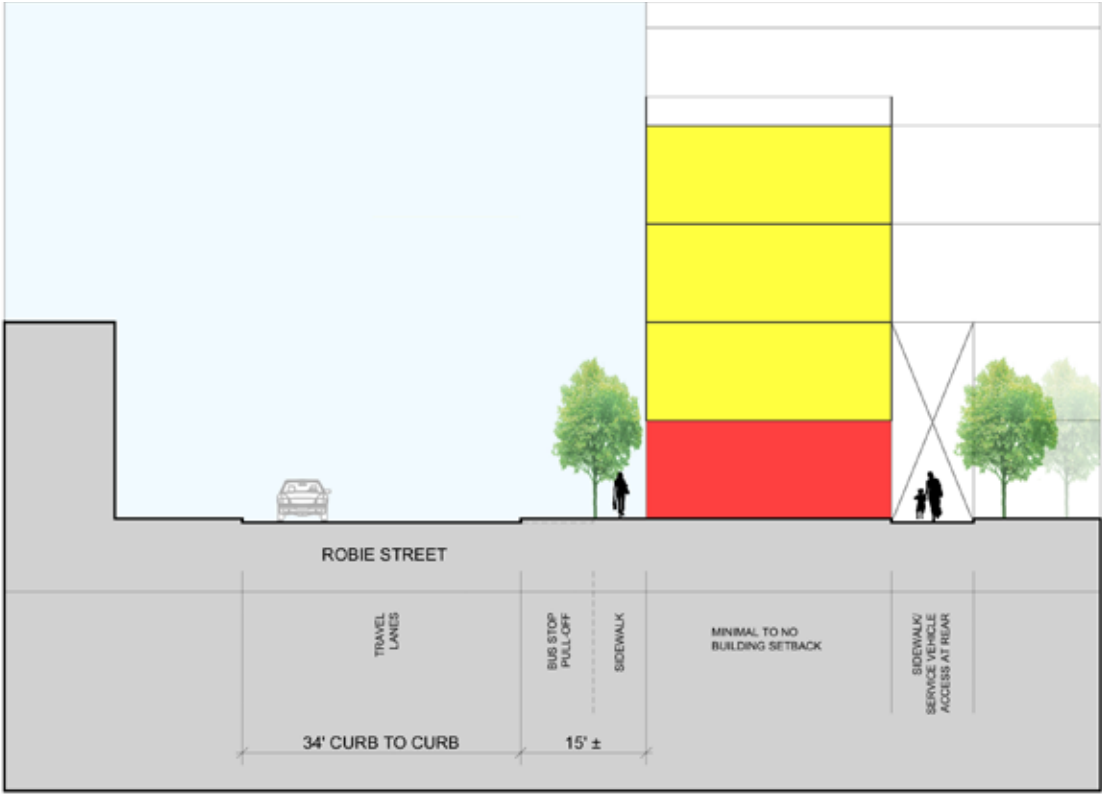 ROBIE STREET
TRAVEL
LANES
BUS STOP
PULL-OFF
SIDEWALK
MINIMAL TO NO
BUILDING SETBACK
SIDEWALK/
SERVICE VEHICLE
ACCESS AT REAR
34' CURB TO CURB
15' ±